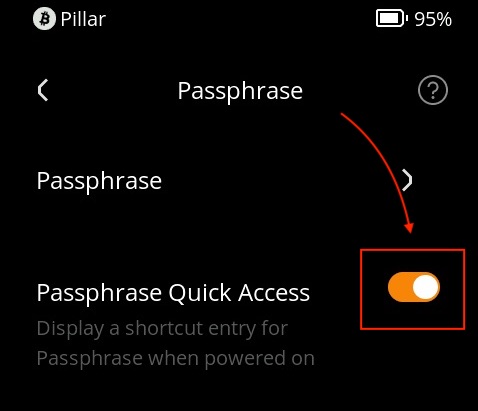 Pillar 95%
Passphrase
Passphrase
Passphrase Quick Access
Display a shortcut entry for
Passphrase when powered on